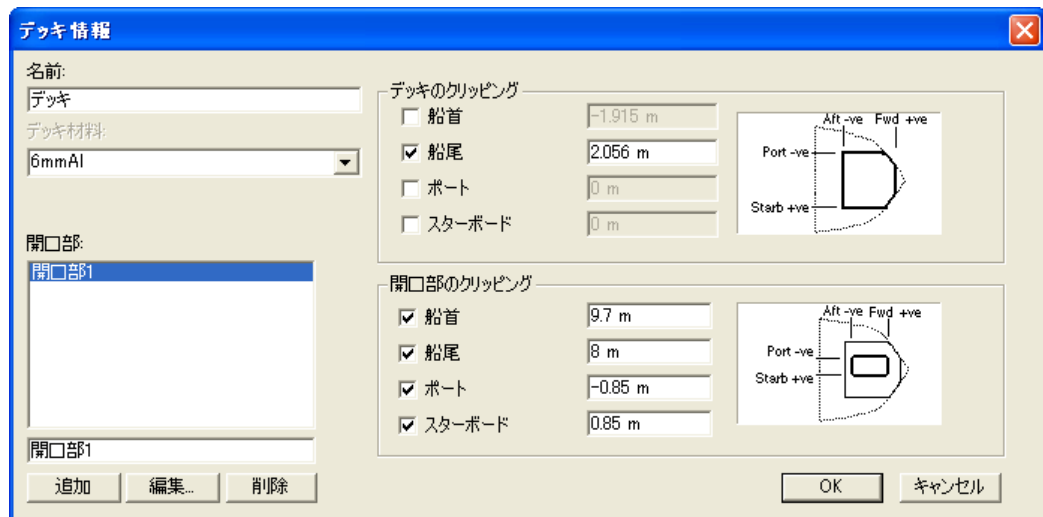 デッキ情報
名前:
デッキ
デッキ材料:
6mmAl
開口部:
開口部1
開口部1
追加
編集...
削除
デッキのクリッピング
船首
-1.915 m
船尾
2.056 m
ポート
0 m
スターボード
0 m
Aft -ve Fwd +ve
Port -ve
Starb +ve
開口部のクリッピング
船首
9.7 m
船尾
8 m
ポート
-0.85 m
スターボード
0.85 m
Aft -ve Fwd +ve
Port -ve
Starb +ve
OK
キャンセル